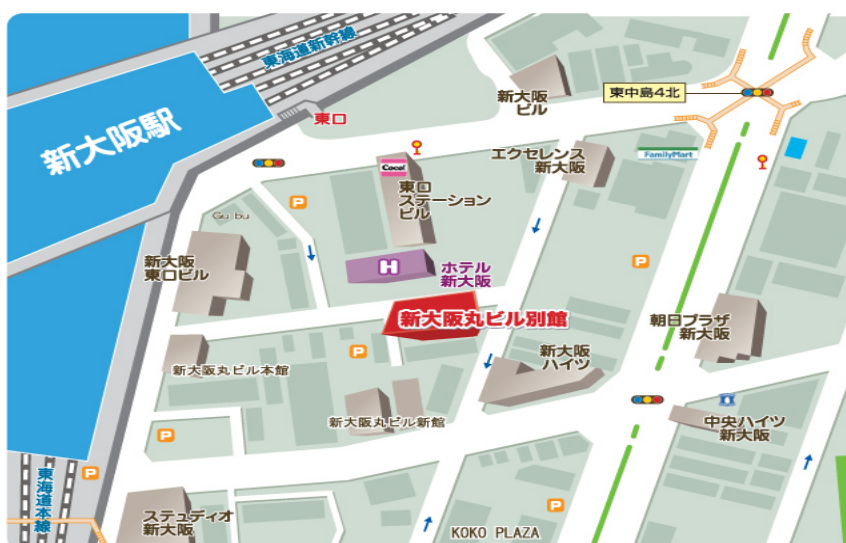 東海道新幹線
新大阪駅
東口
新大阪
ビル
東中島4北
FamilyMart
エクセレンス
新大阪
Cocol
東口
ステーション
ビル
P
Gu bu
新大阪
東口ビル
H
ホテル
新大阪
P
新大阪丸ビル別館
朝日プラザ
新大阪
新大阪丸ビル本館
P
新大阪
ハイツ
新大阪丸ビル新館
中央ハイツ
新大阪
P
P
東海道本線
ステュディオ
新大阪
KOKO PLAZA
P